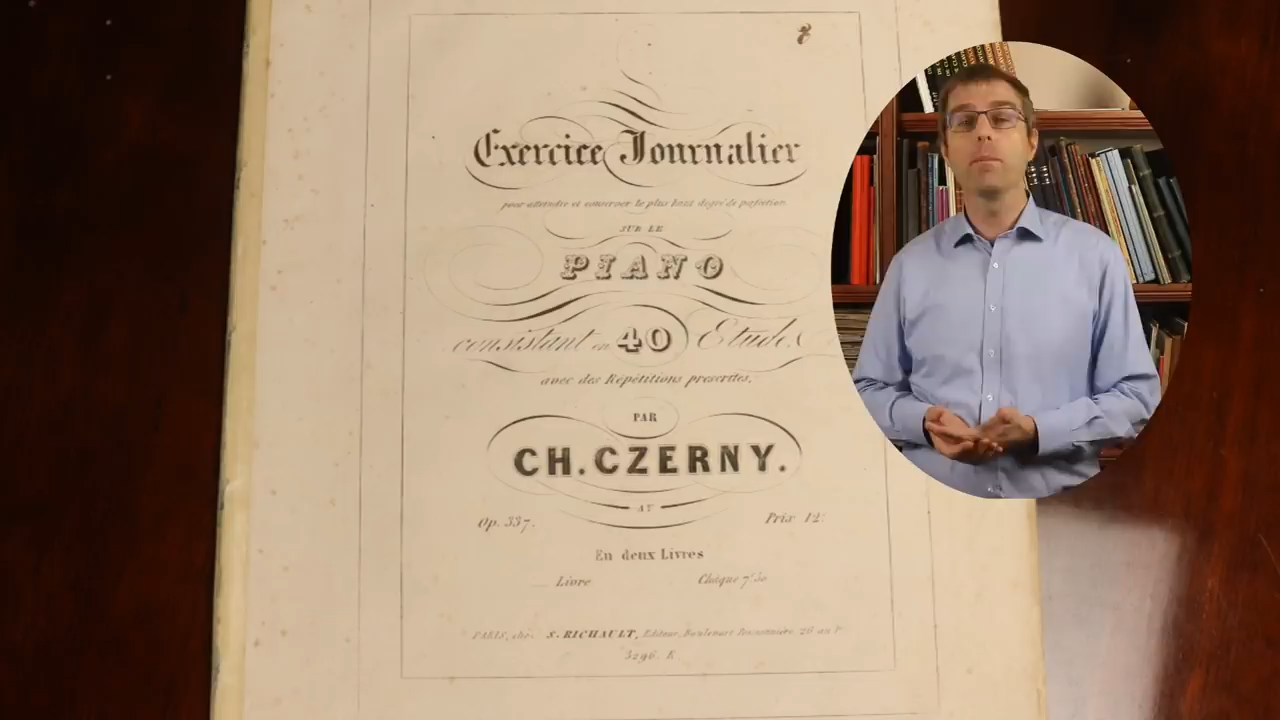 Exercice Journalier
pour atteindre et conserver le plus haut degré de perfection
SUR LE
PIANO
consistant en 40 Etudes
avec des Répétitions prescrites,
PAR
CH. CZERNY.
Op. 337.
Prix 12f
En deux Livres
Livre
Chaque 7f 50
PARIS, chez S. RICHAULT, Editeur, Boulevart Poissonnière, 26 au 1er
3296. R.